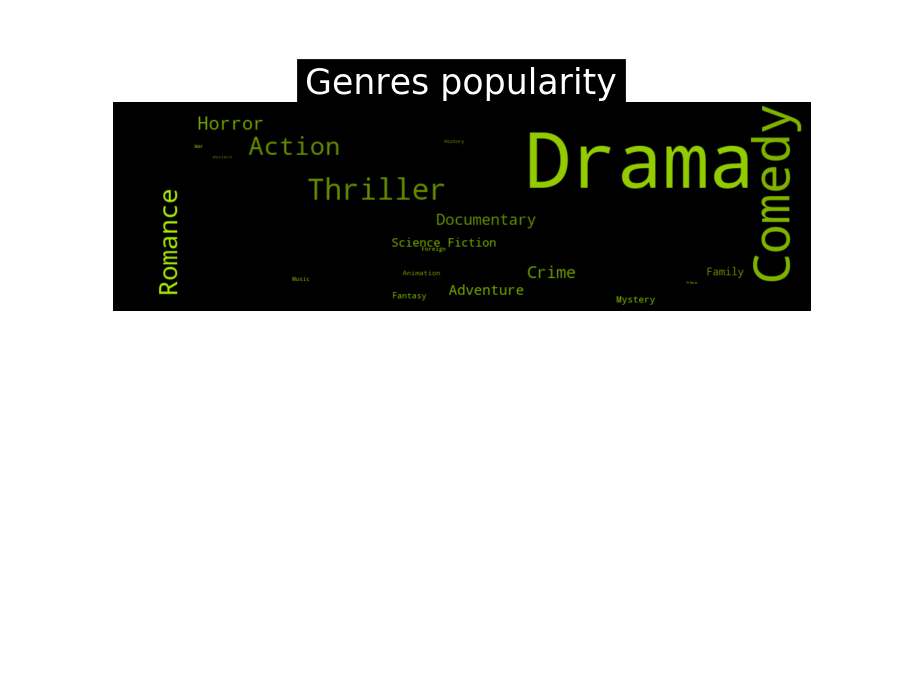 Genres popularity
Horror
War
Western
Action
History
Drama
Comedy
Thriller
Romance
Documentary
Science Fiction
Foreign
Music
Animation
Crime
Family
Fantasy
Adventure
Mystery